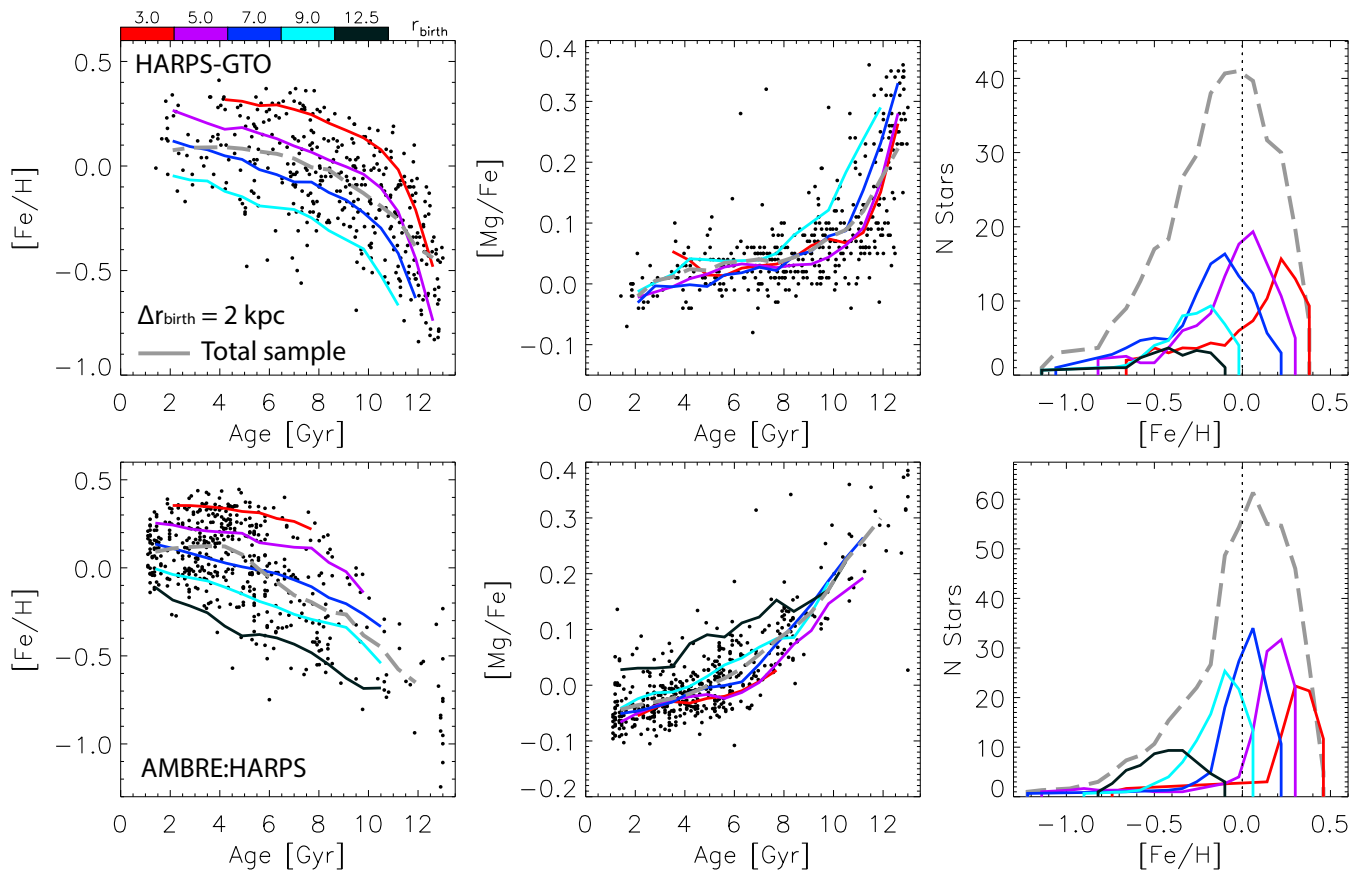 3.0 5.0 7.0 9.0 12.5 r_birth
HARPS-GTO
0.5
0.0
−0.5
−1.0
[Fe/H]
Δr_birth = 2 kpc
Total sample
0 2 4 6 8 10 12
Age [Gyr]
0.4
0.3
0.2
0.1
0.0
−0.1
[Mg/Fe]
0 2 4 6 8 10 12
Age [Gyr]
40
30
20
10
0
N Stars
−1.0 −0.5 0.0 0.5
[Fe/H]
0.5
0.0
−0.5
−1.0
[Fe/H]
AMBRE:HARPS
0 2 4 6 8 10 12
Age [Gyr]
0.4
0.3
0.2
0.1
0.0
−0.1
−0.2
[Mg/Fe]
0 2 4 6 8 10 12
Age [Gyr]
60
50
40
30
20
10
0
N Stars
−1.0 −0.5 0.0 0.5
[Fe/H]